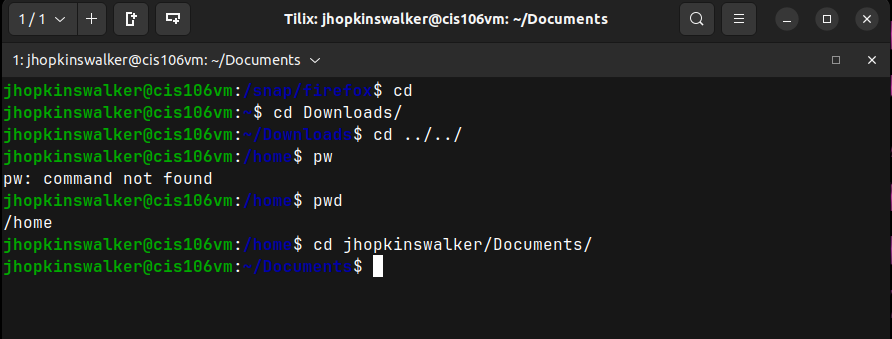 1 / 1
Tilix: jhopkinswalker@cis106vm: ~/Documents
1: jhopkinswalker@cis106vm: ~/Documents
jhopkinswalker@cis106vm:/snap/firefox$ cd
jhopkinswalker@cis106vm:~$ cd Downloads/
jhopkinswalker@cis106vm:~/Downloads$ cd ../../
jhopkinswalker@cis106vm:/home$ pw
pw: command not found
jhopkinswalker@cis106vm:/home$ pwd
/home
jhopkinswalker@cis106vm:/home$ cd jhopkinswalker/Documents/
jhopkinswalker@cis106vm:~/Documents$